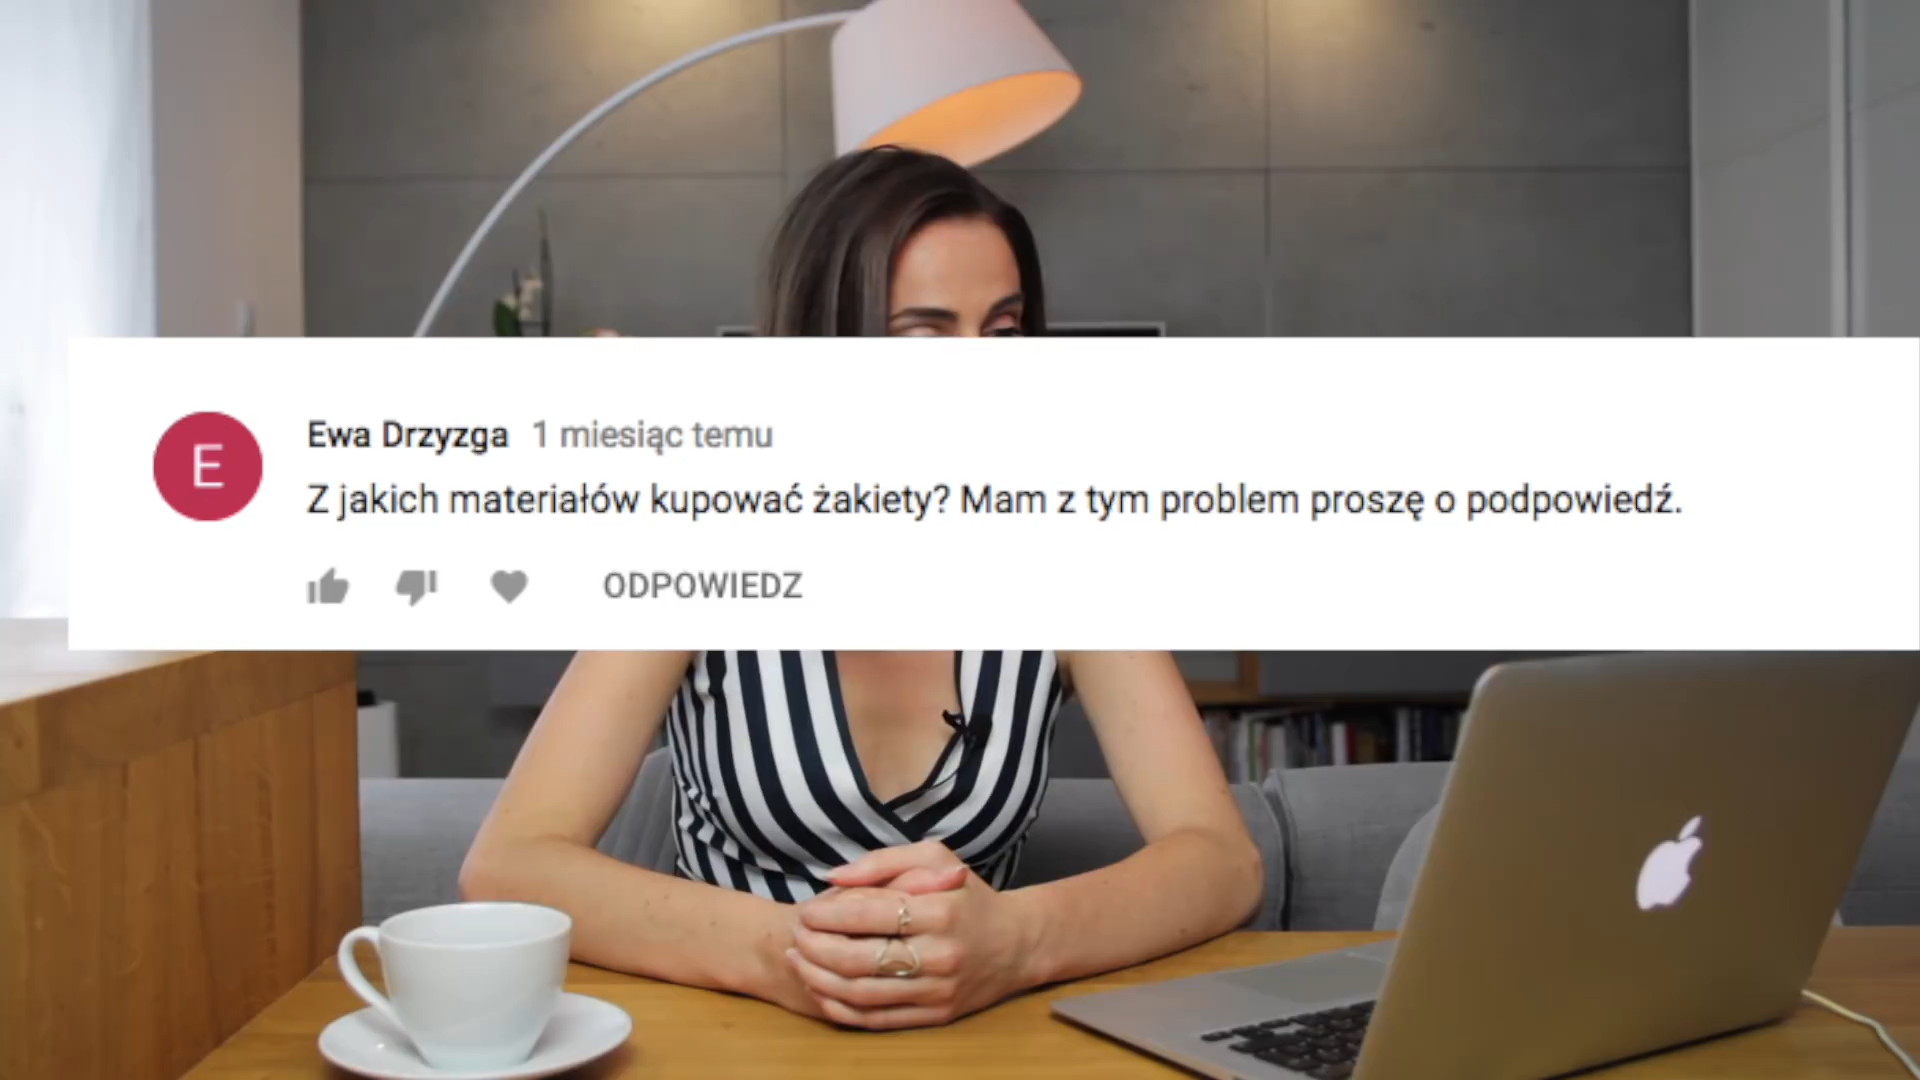 E
Ewa Drzyzga 1 miesiąc temu
Z jakich materiałów kupować żakiety? Mam z tym problem proszę o podpowiedź.
ODPOWIEDZ